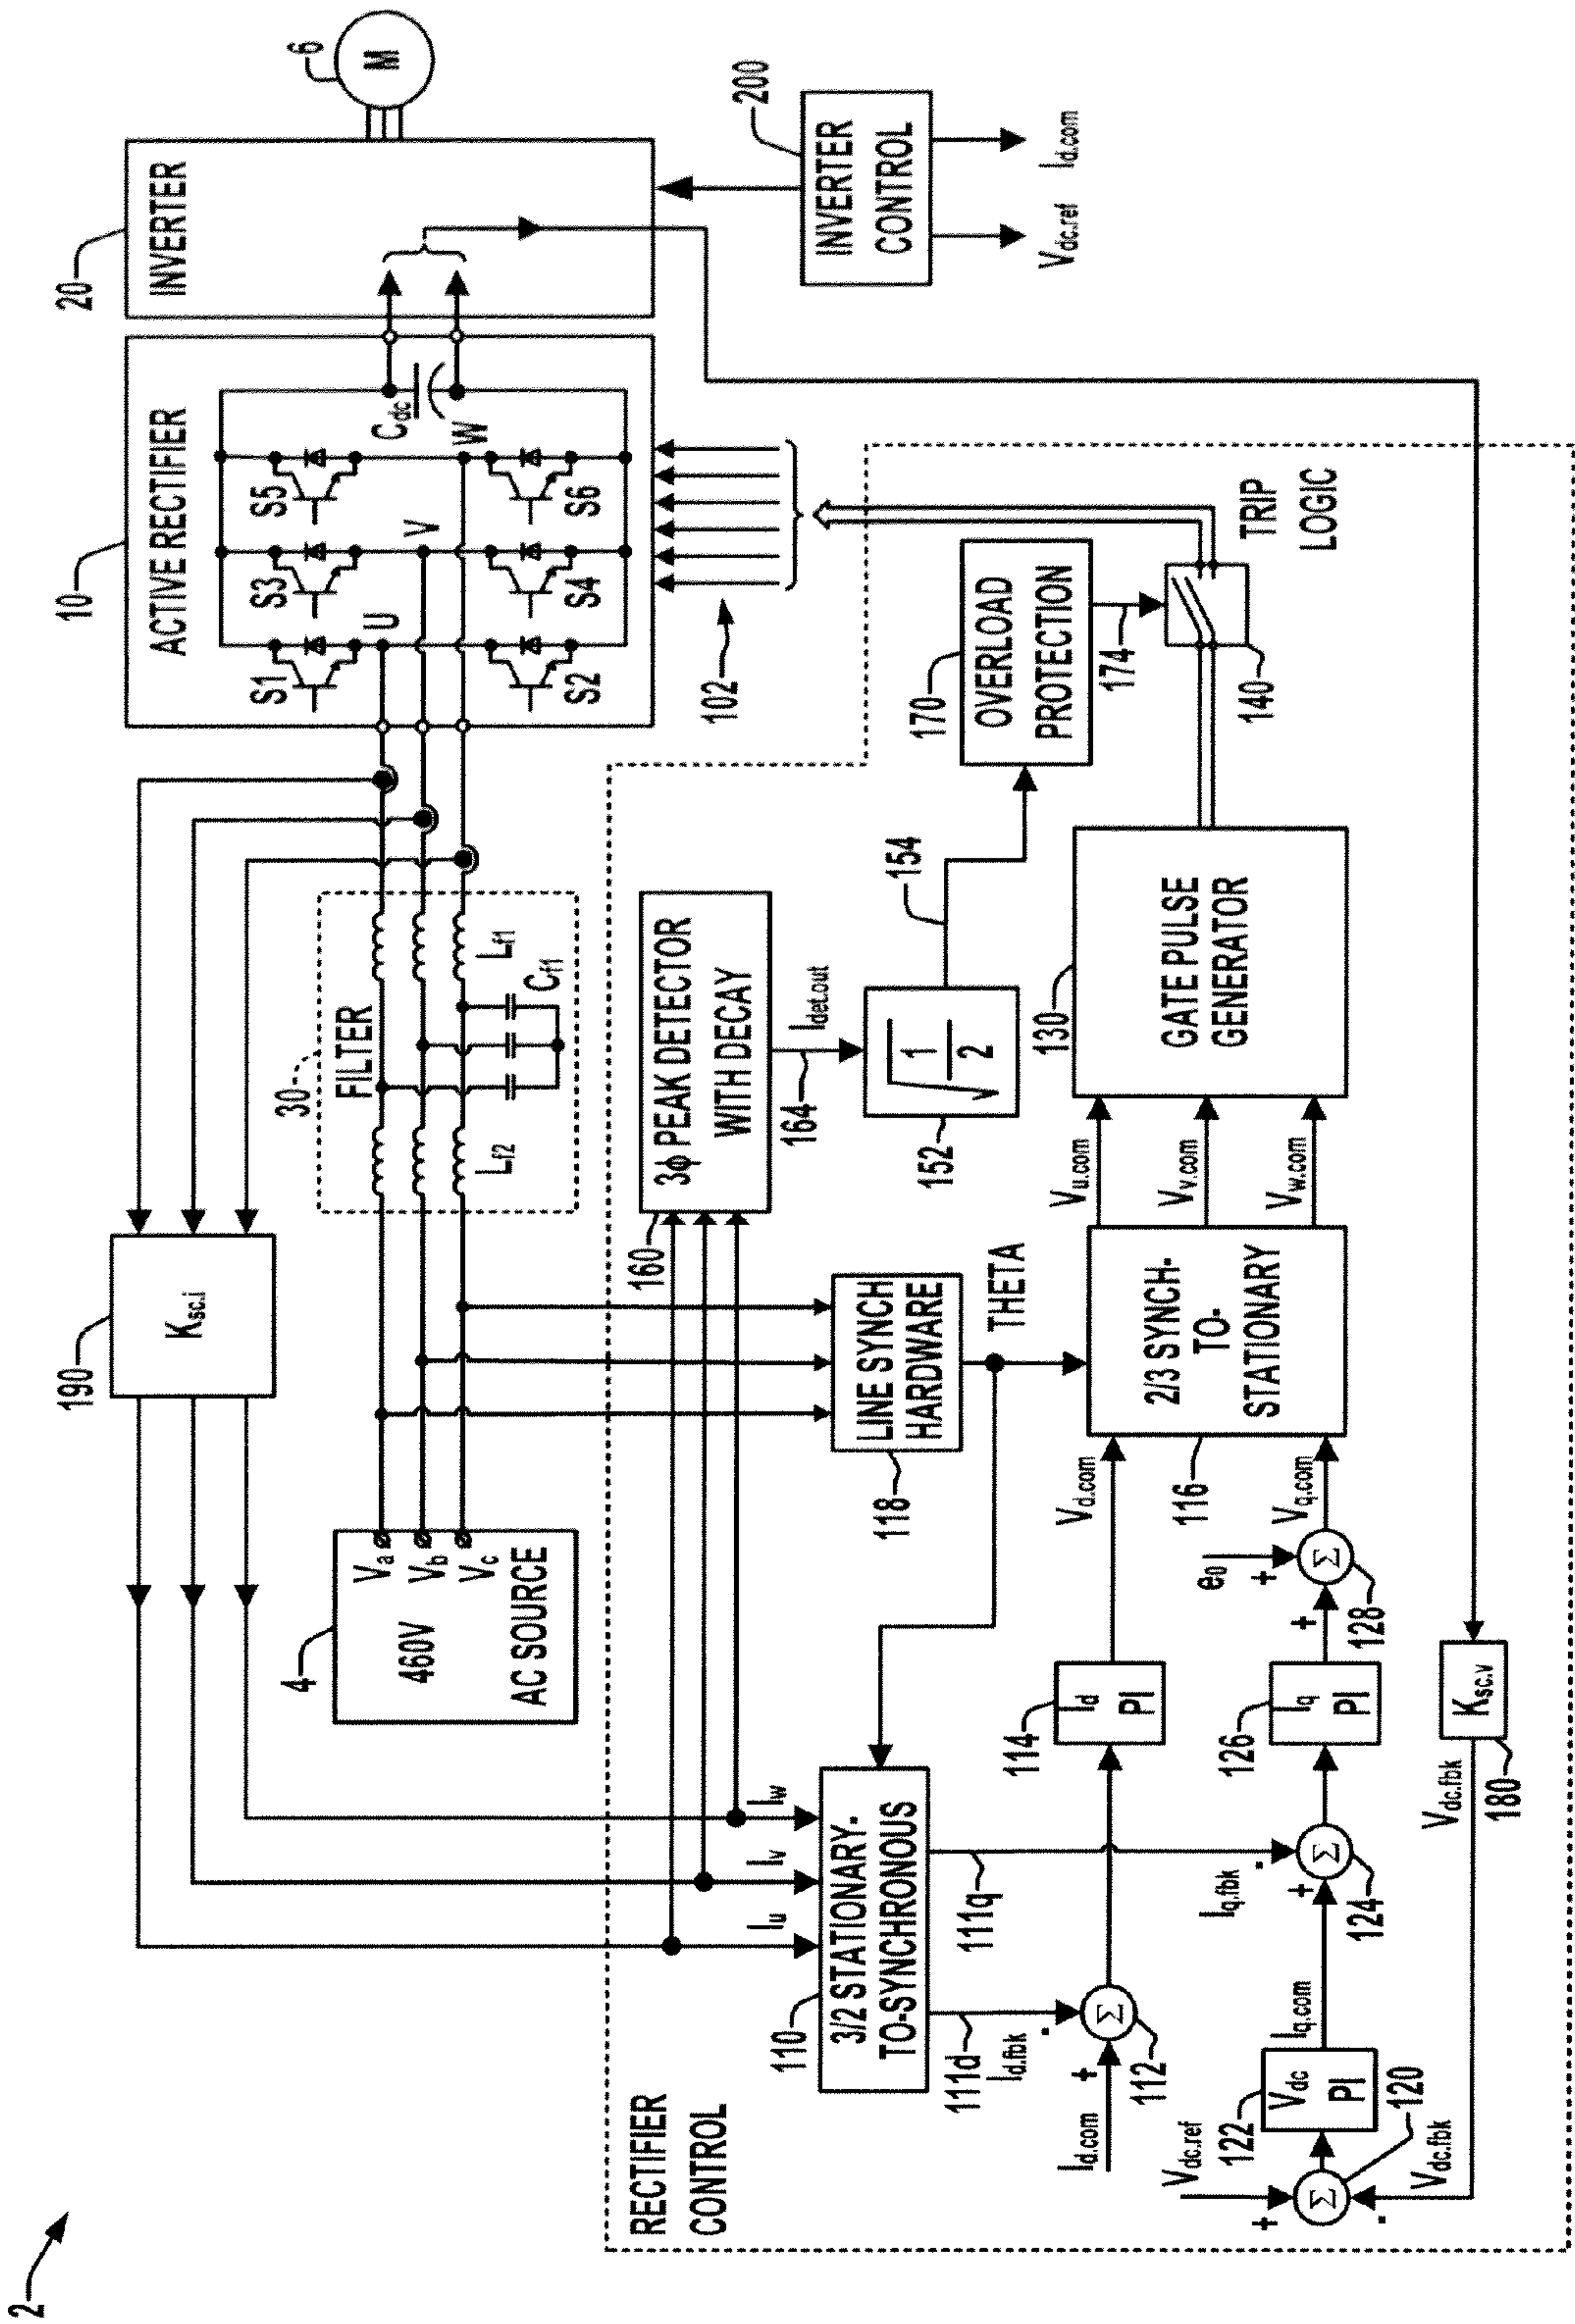 2
190
Ksc.i
10
ACTIVE RECTIFIER
20
INVERTER
6
M
4
460V
AC SOURCE
Va
Vb
Vc
30
FILTER
Lf2
Lf1
Cf1
S1
S3
S5
U
V
W
Cdc
S2
S4
S6
102
200
INVERTER
CONTROL
Vdc.ref
Id.com
RECTIFIER
CONTROL
Iu
Iv
Iw
160
3ϕ PEAK DETECTOR
WITH DECAY
164
Idet.out
152
√1/2
154
170
OVERLOAD
PROTECTION
174
TRIP
LOGIC
140
110
3/2 STATIONARY-
TO-SYNCHRONOUS
118
LINE SYNCH
HARDWARE
THETA
111d
111q
Id.fbk
-
Id.com
+
Σ
112
114
Id
PI
Vd.com
116
2/3 SYNCH-
TO-
STATIONARY
Vu.com
Vv.com
Vw.com
130
GATE PULSE
GENERATOR
Vdc.ref
+
Σ
-
120
Vdc.fbk
122
Vdc
PI
Iq.com
Iq.fbk
-
+
Σ
124
126
Iq
PI
e0
+
+
Σ
128
Vq.com
Vdc.fbk
180
Ksc.v